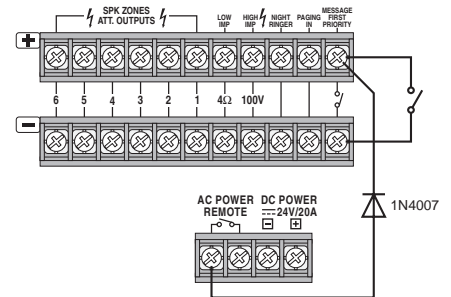 SPK ZONES
ATT. OUTPUTS
LOW
IMP
HIGH
IMP
NIGHT
RINGER
PAGING
IN
MESSAGE
FIRST
PRIORITY
+
6 5 4 3 2 1 4Ω 100V
−
AC POWER
REMOTE
DC POWER
24V/20A
− +
1N4007